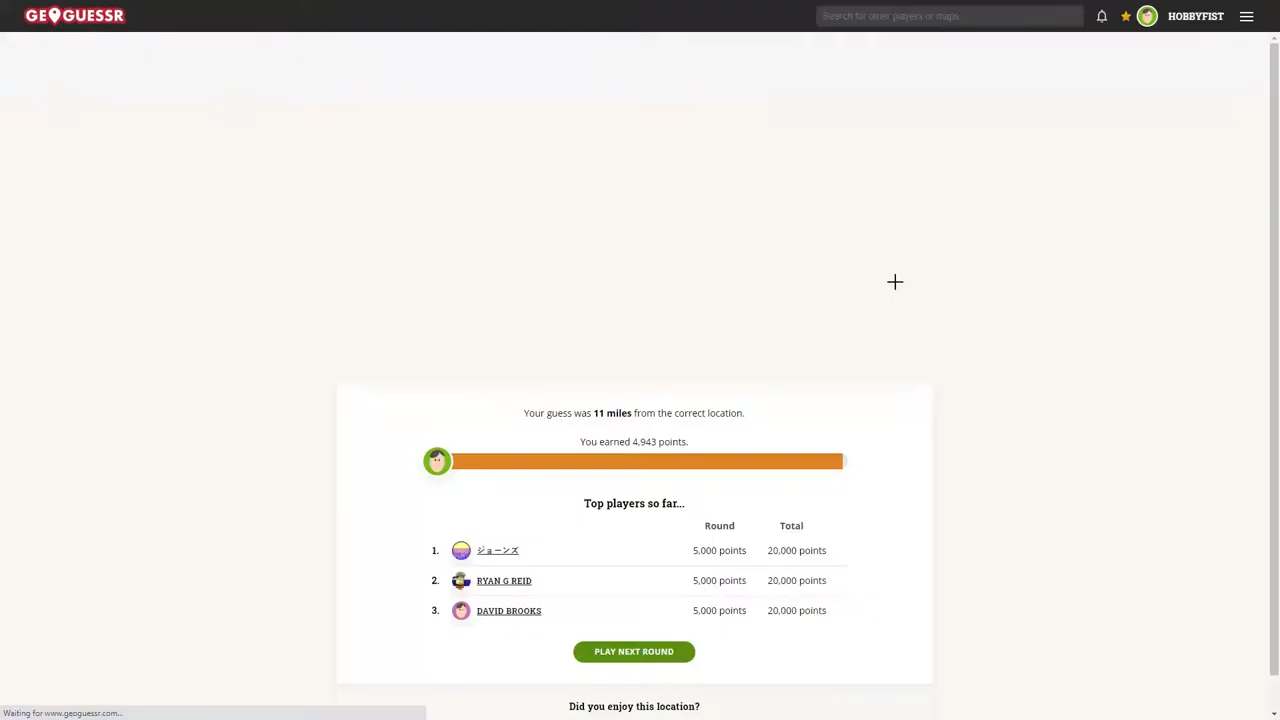 GEOGUESSR
Search for other players or maps.
HOBBYFIST
Your guess was 11 miles from the correct location.
You earned 4,943 points.
Top players so far...
Round Total
1. ジョーンズ 5,000 points 20,000 points
2. RYAN G REID 5,000 points 20,000 points
3. DAVID BROOKS 5,000 points 20,000 points
PLAY NEXT ROUND
Did you enjoy this location?
Waiting for www.geoguessr.com...